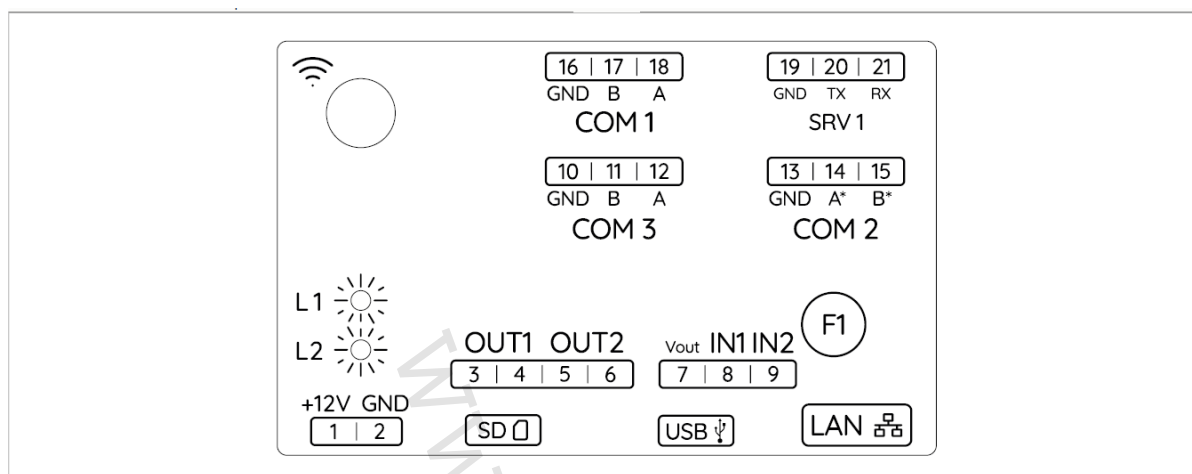 16 | 17 | 18
GND B A
COM 1
19 | 20 | 21
GND TX RX
SRV 1
10 | 11 | 12
GND B A
COM 3
13 | 14 | 15
GND A* B*
COM 2
L1
L2
F1
OUT1 OUT2
3 | 4 | 5 | 6
Vout IN1 IN2
7 | 8 | 9
+12V GND
1 | 2
SD
USB
LAN